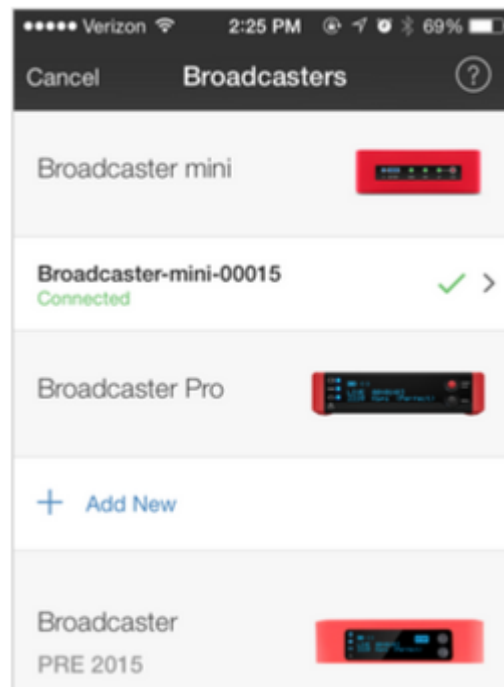 Verizon 2:25 PM 69%
Cancel Broadcasters ?
Broadcaster mini
Broadcaster-mini-00015
Connected
Broadcaster Pro
+ Add New
Broadcaster
PRE 2015